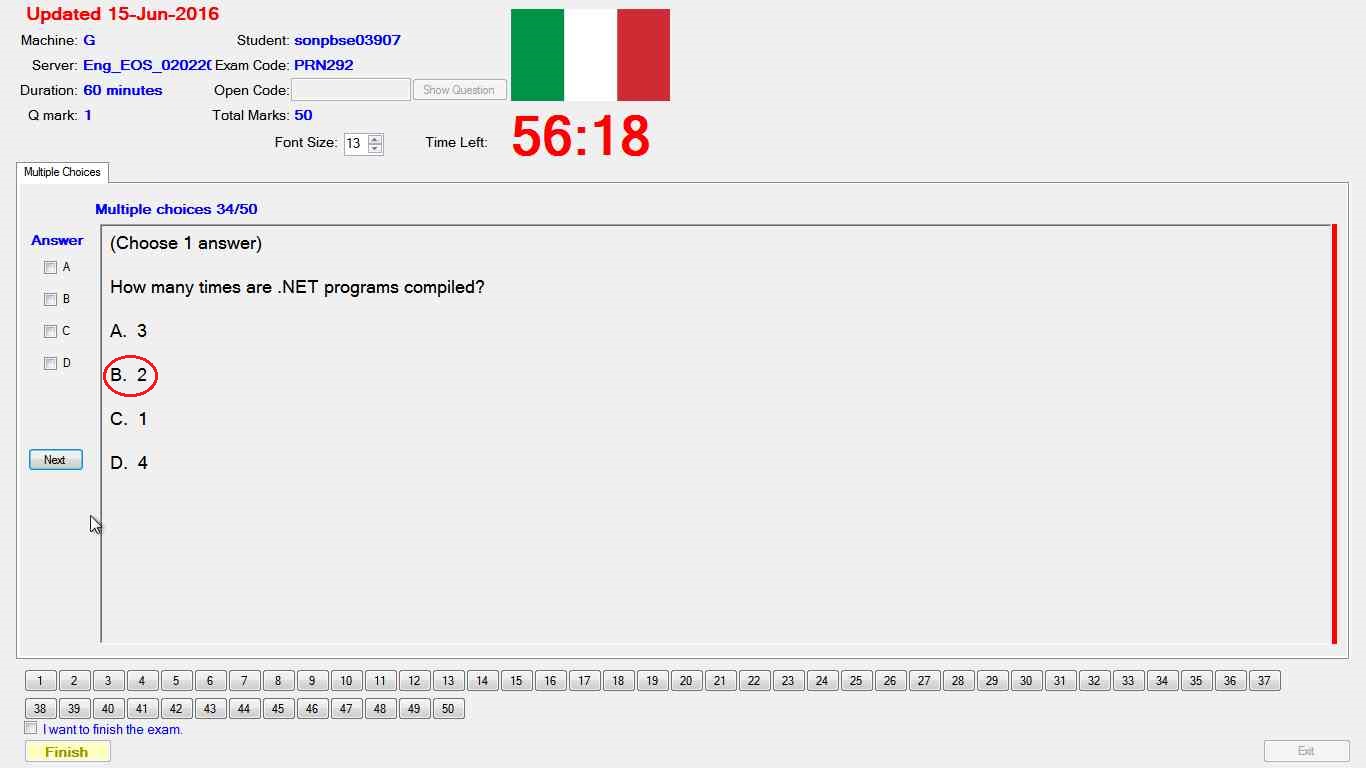 Updated 15-Jun-2016
Machine: G Student: sonpbse03907
Server: Eng_EOS_02022( Exam Code: PRN292
Duration: 60 minutes Open Code: Show Question
Q mark: 1 Total Marks: 50
Font Size: 13 Time Left: 56:18
Multiple Choices
Multiple choices 34/50
Answer
(Choose 1 answer)
A
How many times are .NET programs compiled?
B
A. 3
C
D
B. 2
C. 1
Next
D. 4
1 2 3 4 5 6 7 8 9 10 11 12 13 14 15 16 17 18 19 20 21 22 23 24 25 26 27 28 29 30 31 32 33 34 35 36 37
38 39 40 41 42 43 44 45 46 47 48 49 50
I want to finish the exam.
Finish Exit